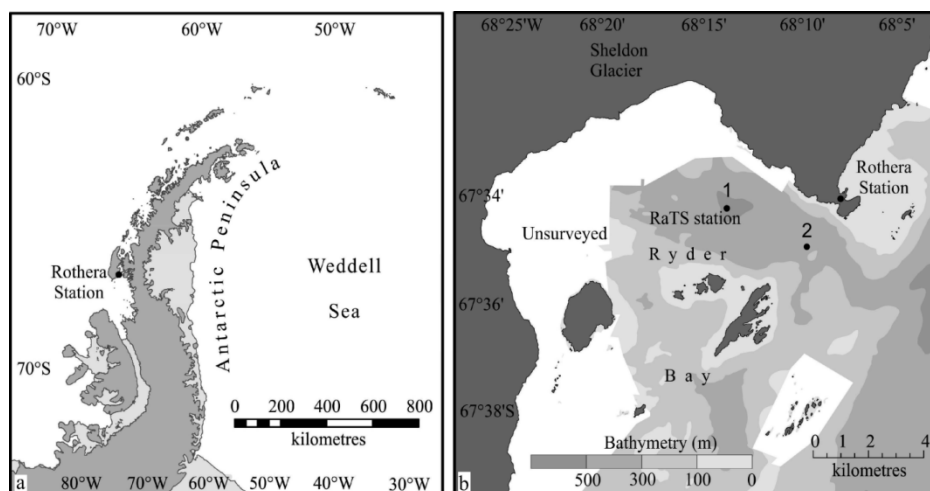 70°W 60°W 50°W
60°S
Antarctic Peninsula
Rothera
Station
Weddell
Sea
70°S
0 200 400 600 800
kilometres
a
80°W 70°W 60°W 50°W 40°W 30°W
68°25'W 68°20' 68°15' 68°10' 68°5'
Sheldon
Glacier
67°34'
1
RaTS station
Rothera
Station
2
Unsurveyed
Ryder
67°36'
Bay
67°38'S
Bathymetry (m)
500 300 100 0
0 2 4
kilometres
b